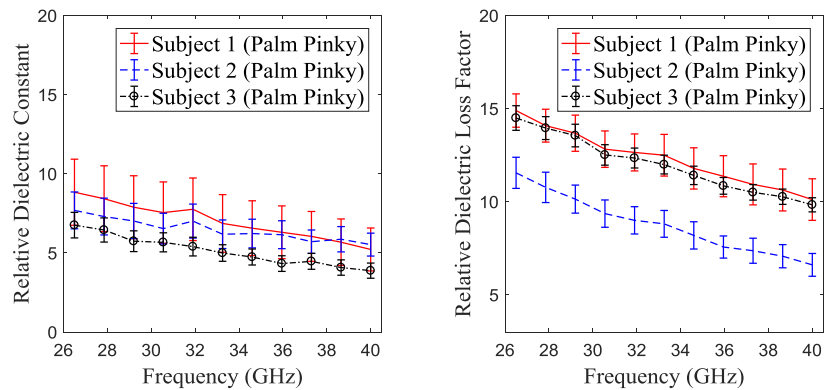 Relative Dielectric Constant
20
15
10
5
0
Subject 1 (Palm Pinky)
Subject 2 (Palm Pinky)
Subject 3 (Palm Pinky)
26 28 30 32 34 36 38 40
Frequency (GHz)
Relative Dielectric Loss Factor
20
15
10
5
Subject 1 (Palm Pinky)
Subject 2 (Palm Pinky)
Subject 3 (Palm Pinky)
26 28 30 32 34 36 38 40
Frequency (GHz)